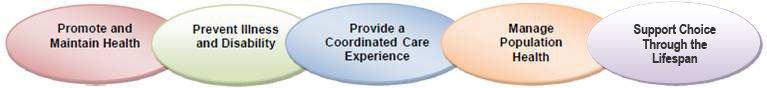 Promote and
Maintain Health
Prevent Illness
and Disability
Provide a
Coordinated Care
Experience
Manage
Population
Health
Support Choice
Through the
Lifespan